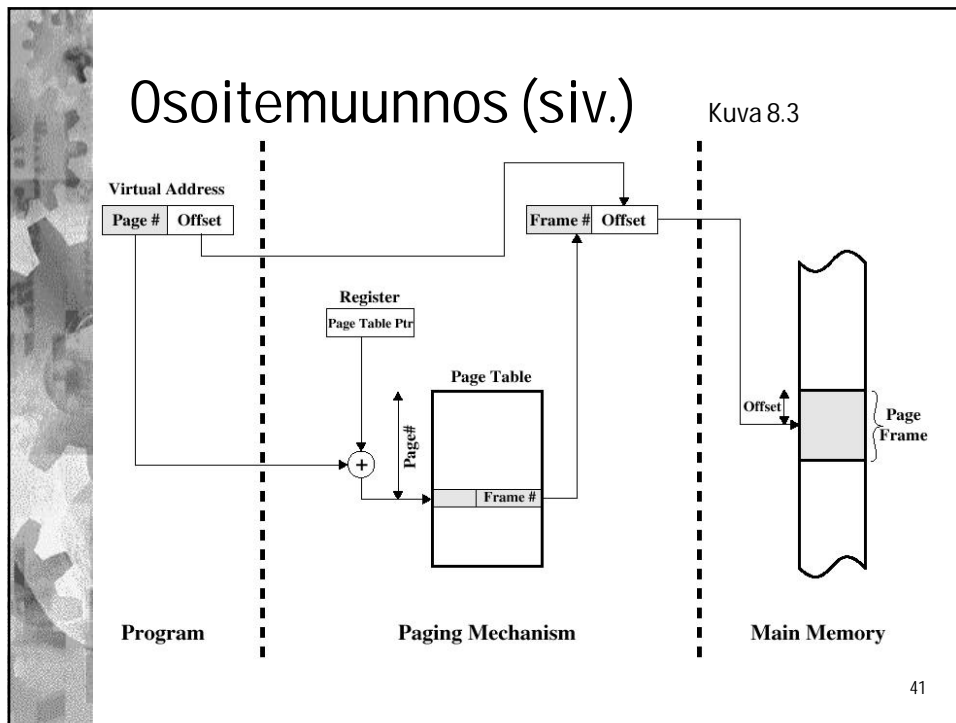 Osoitemuunnos (siv.)
Kuva 8.3
Virtual Address
Page # Offset
Frame # Offset
Register
Page Table Ptr
Page Table
Page#
+
Frame #
Offset
Page
Frame
Program
Paging Mechanism
Main Memory
41